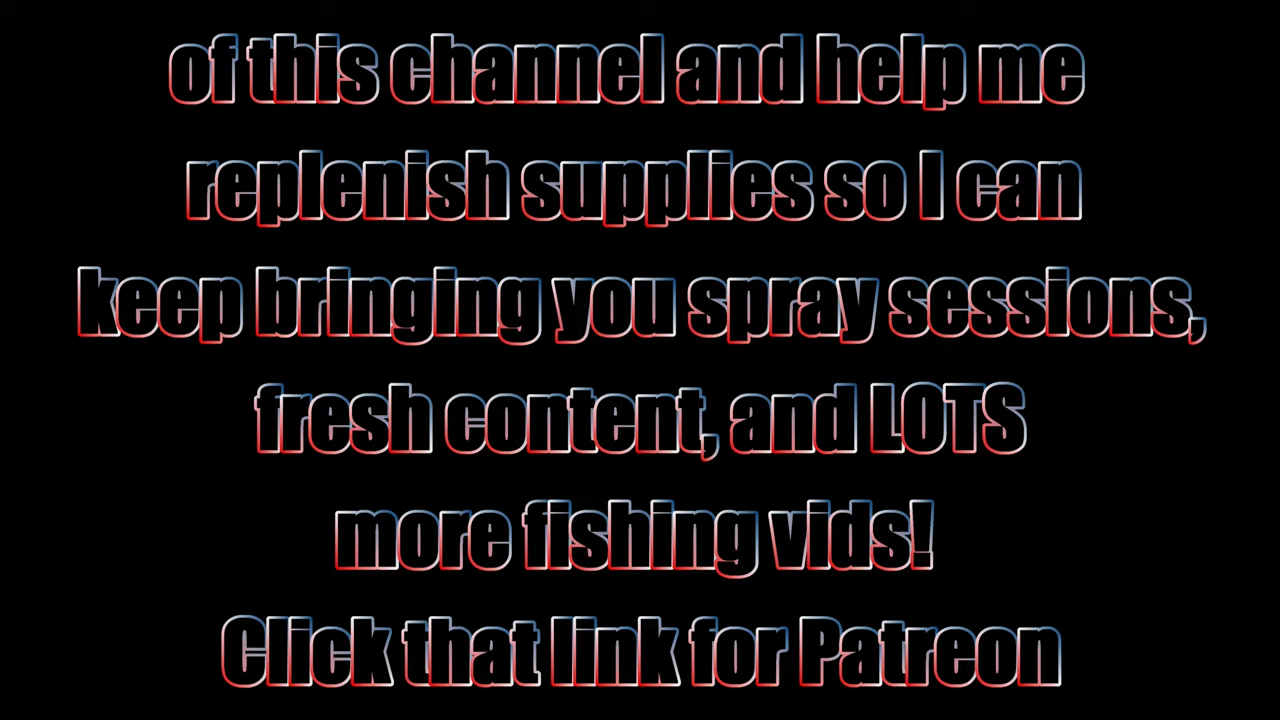 of this channel and help me
replenish supplies so I can
keep bringing you spray sessions,
fresh content, and LOTS
more fishing vids!
Click that link for Patreon